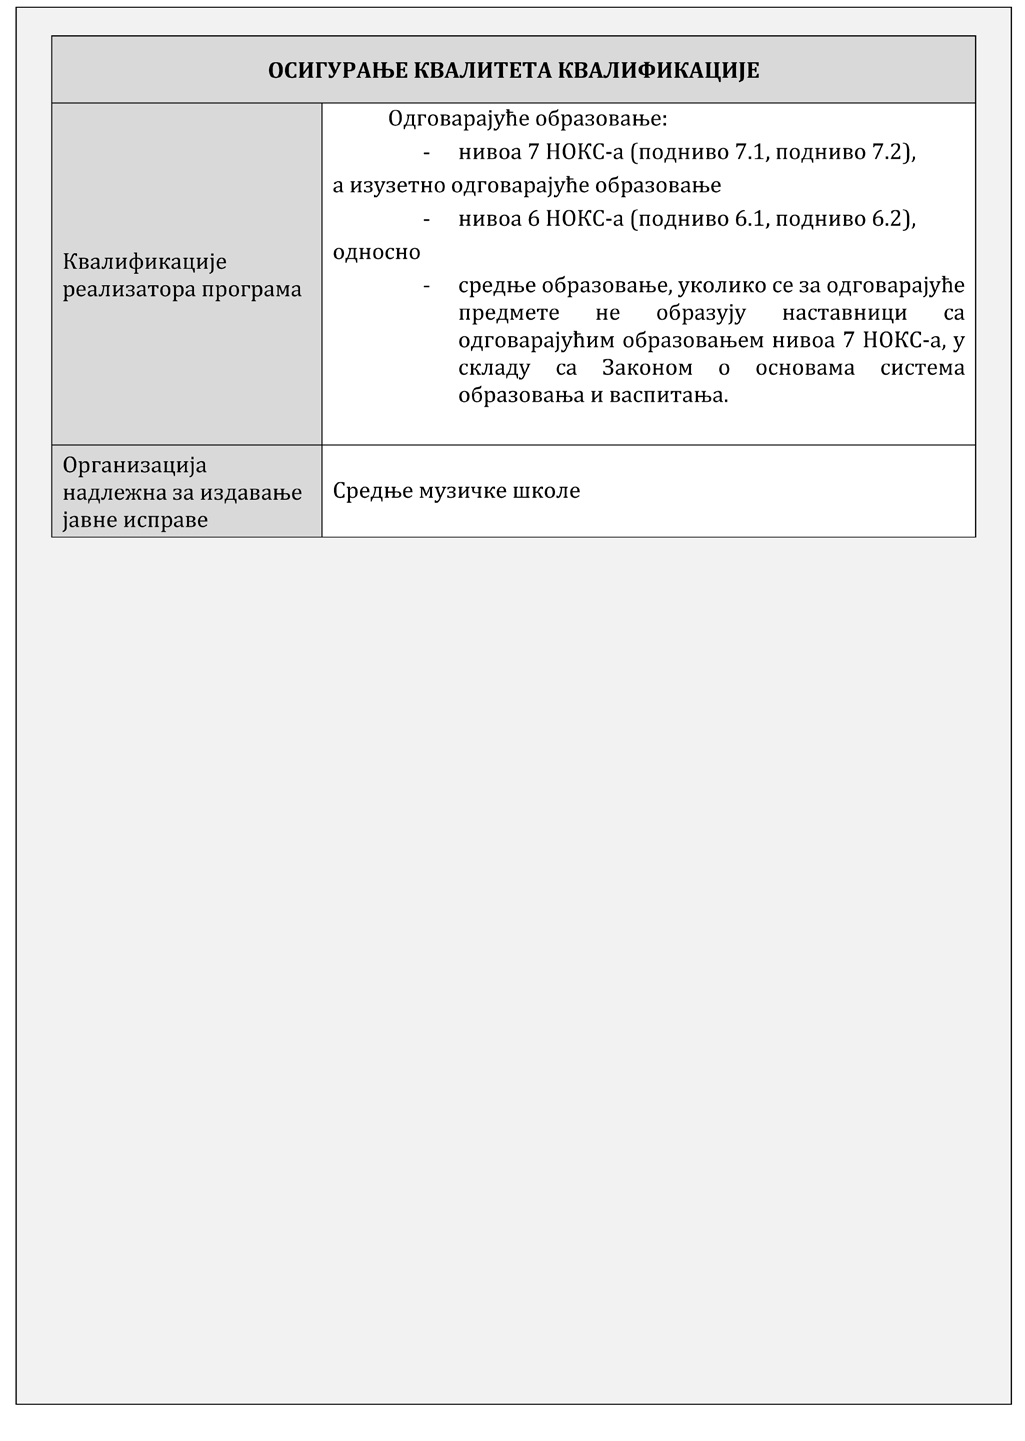 ОСИГУРАЊЕ КВАЛИТЕТА КВАЛИФИКАЦИЈЕ
Квалификације
реализатора програма
Одговарајуће образовање:
- нивоа 7 НОКС-а (подниво 7.1, подниво 7.2),
а изузетно одговарајуће образовање
- нивоа 6 НОКС-а (подниво 6.1, подниво 6.2),
односно
- средње образовање, уколико се за одговарајуће
предмете не образују наставници са
одговарајућим образовањем нивоа 7 НОКС-а, у
складу са Законом о основама система
образовања и васпитања.
Организација
надлежна за издавање
јавне исправе
Средње музичке школе